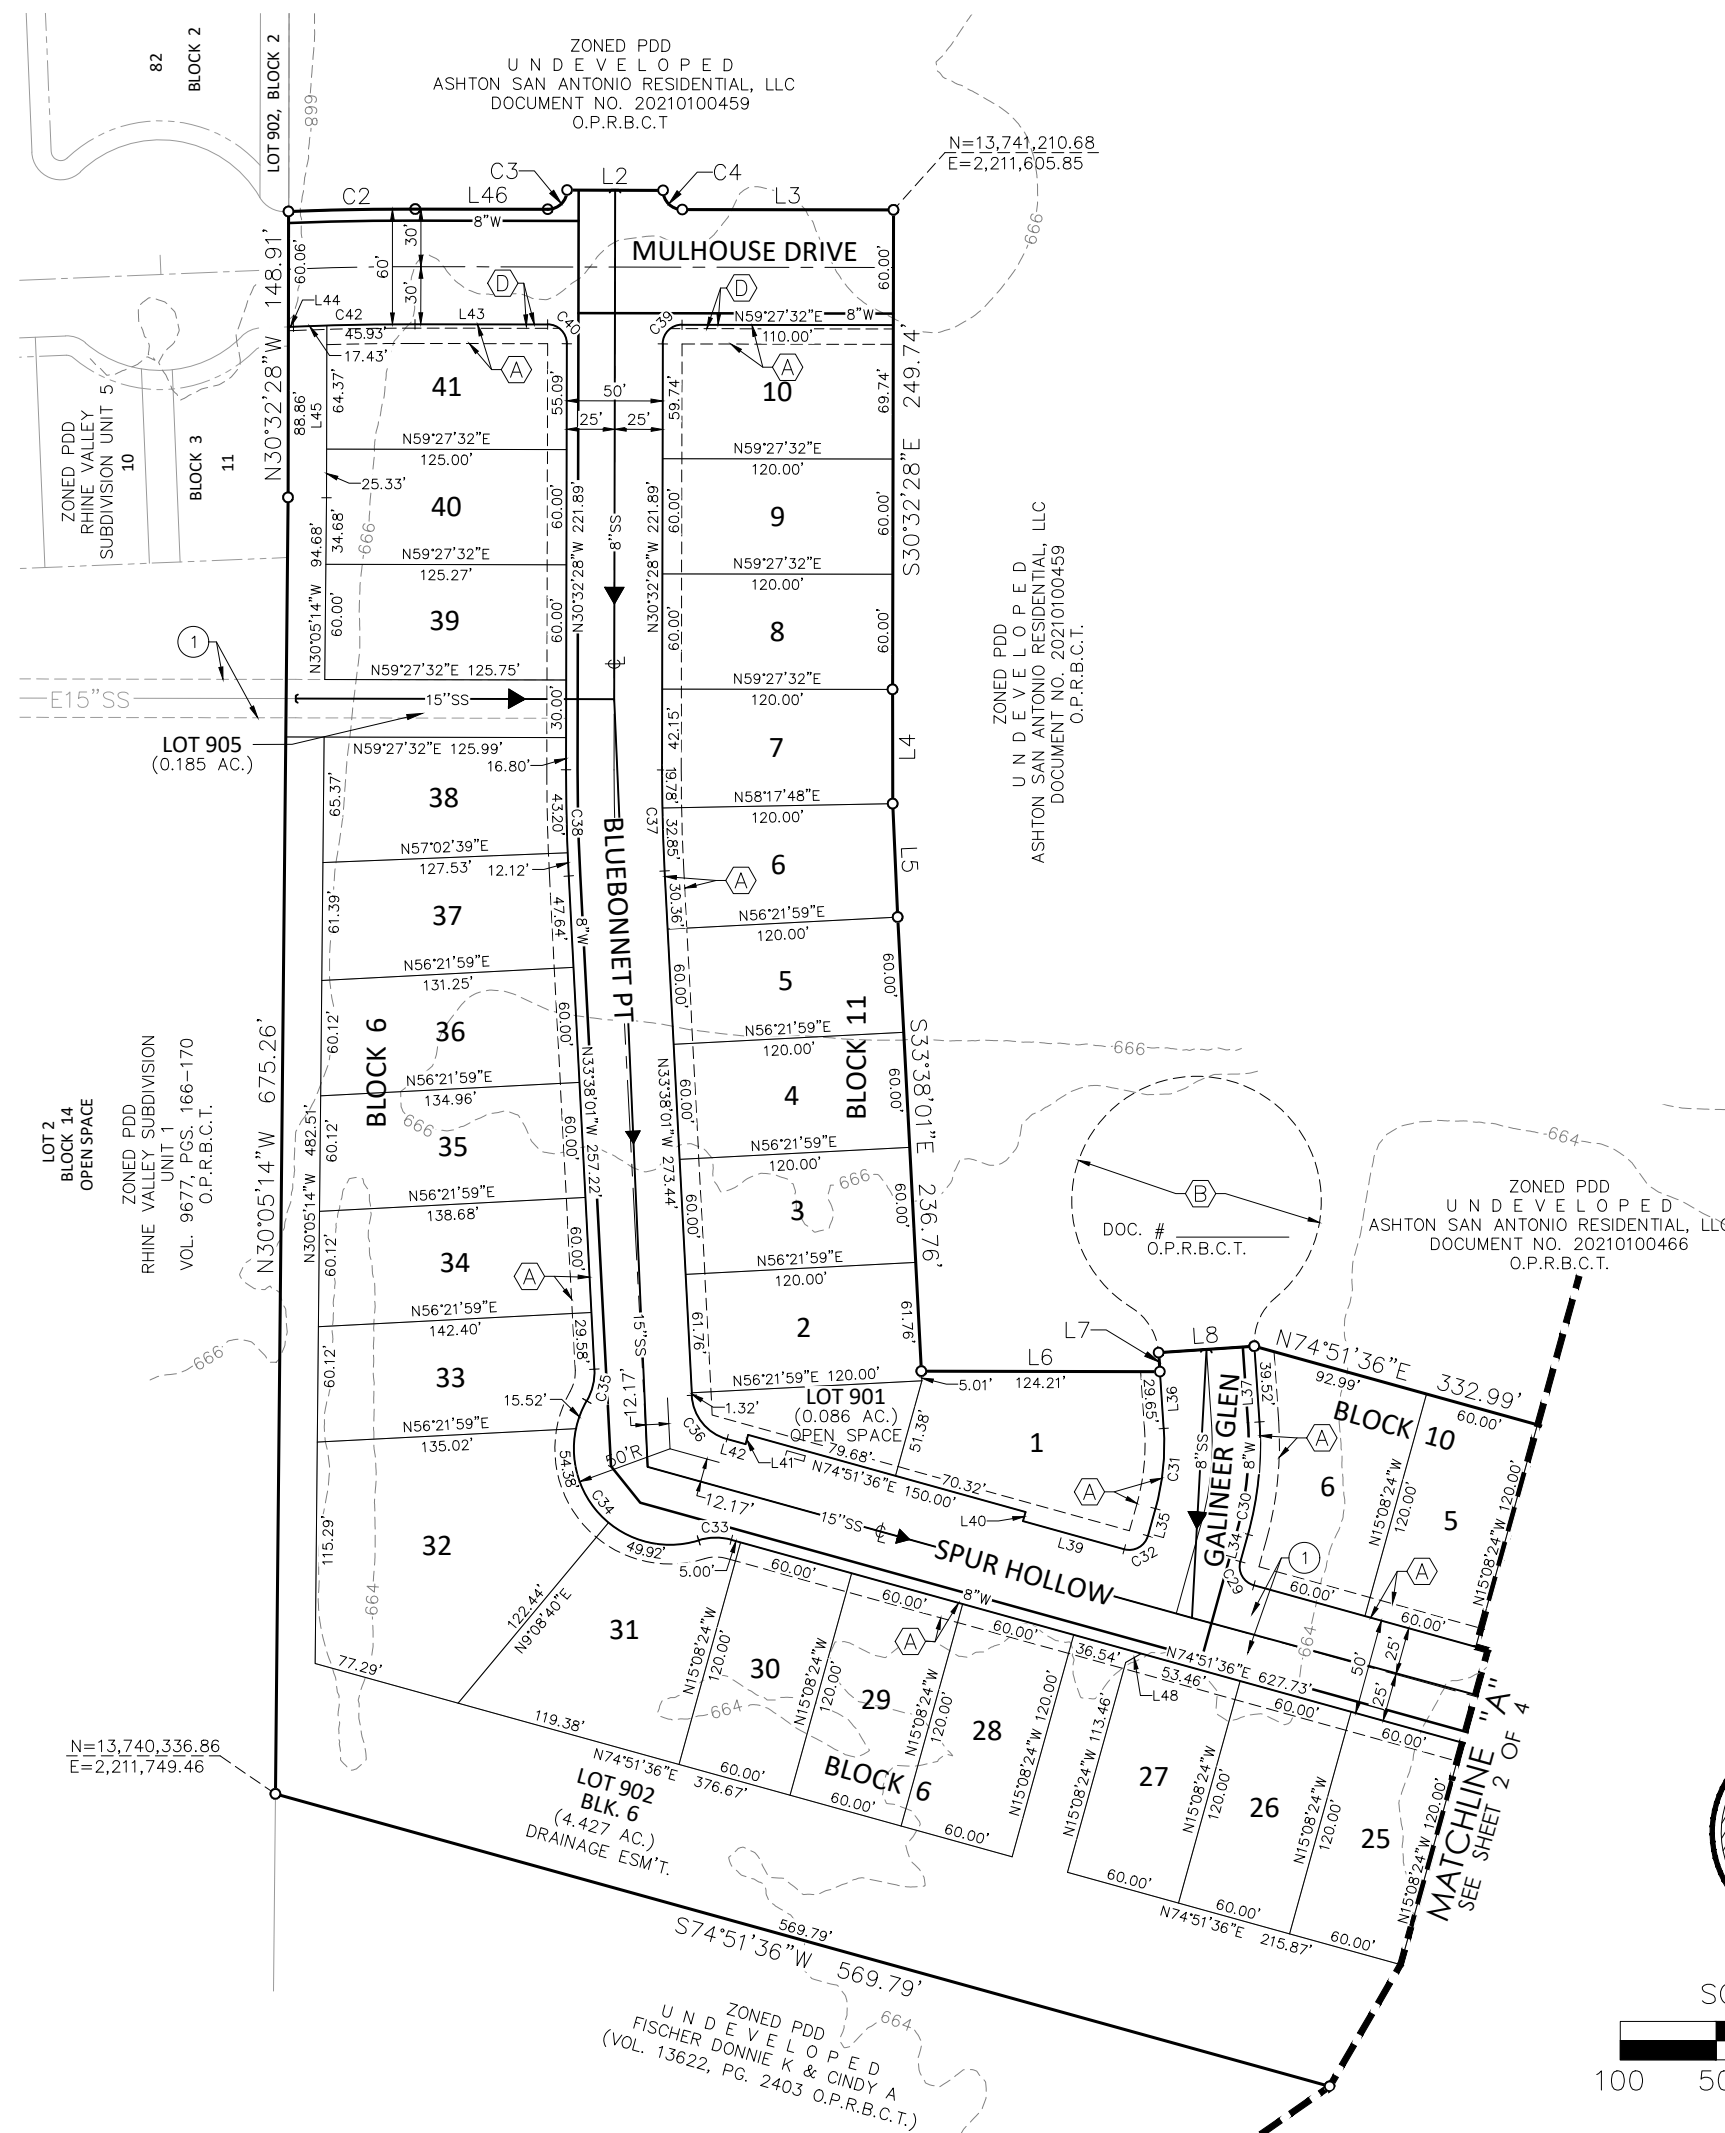 82
BLOCK 2
LOT 902, BLOCK 2
668
ZONED PDD
U N D E V E L O P E D
ASHTON SAN ANTONIO RESIDENTIAL, LLC
DOCUMENT NO. 20210100459
O.P.R.B.C.T
N=13,741,210.68
E=2,211,605.85
C3
L2
C4
C2
L46
L3
8"W
MULHOUSE DRIVE
666
148.91'
N30°32'28"W
60.06'
60'
30'
30'
60.00'
D
D
L44
C42
L43
C40
C39
N59°27'32"E
8"W
45.93'
110.00'
17.43'
A
A
ZONED PDD
RHINE VALLEY
SUBDIVISION UNIT 5
10
BLOCK 3
11
88.86'
L45
64.37'
41
55.09'
50'
25'
25'
59.74'
10
69.74'
S30°32'28"E 249.74'
N59°27'32"E
125.00'
N59°27'32"E
120.00'
25.33'
40
60.00'
N30°32'28"W 221.89'
8"SS
N30°32'28"W 221.89'
60.00'
9
60.00'
34.68'
666
N59°27'32"E
125.27'
N59°27'32"E
120.00'
N30°05'14"W 94.68'
60.00'
39
60.00'
60.00'
8
60.00'
1
N59°27'32"E 125.75'
N59°27'32"E
120.00'
E15"SS
15"SS
30.00'
LOT 905
(0.185 AC.)
N59°27'32"E 125.99'
16.80'
42.15'
7
L4
ZONED PDD
U N D E V E L O P E D
ASHTON SAN ANTONIO RESIDENTIAL, LLC
DOCUMENT NO. 20210100459
O.P.R.B.C.T.
65.37'
38
43.20'
C38
BLUEBONNET PT
19.78'
C37
N58°17'48"E
120.00'
N57°02'39"E
127.53'
12.12'
32.85'
6
L5
A
30.36'
61.39'
37
47.64'
8"W
N56°21'59"E
120.00'
N56°21'59"E
131.25'
60.00'
5
60.00'
BLOCK 11
LOT 2
BLOCK 14
OPEN SPACE
ZONED PDD
RHINE VALLEY SUBDIVISION
UNIT 1
VOL. 9677, PGS. 166-170
O.P.R.B.C.T.
N30°05'14"W 675.26'
60.12'
BLOCK 6
36
60.00'
N56°21'59"E
120.00'
666
N56°21'59"E
134.96'
666
N33°38'01"W 257.22'
N33°38'01"W 273.44'
60.00'
4
60.00'
S33°38'01"E 236.76'
N30°05'14"W 482.51'
60.12'
35
60.00'
N56°21'59"E
120.00'
664
N56°21'59"E
138.68'
60.00'
3
666
60.00'
B
DOC. #
O.P.R.B.C.T.
ZONED PDD
U N D E V E L O P E D
ASHTON SAN ANTONIO RESIDENTIAL, LLC
DOCUMENT NO. 20210100466
O.P.R.B.C.T.
60.12'
34
60.00'
A
N56°21'59"E
120.00'
N56°21'59"E
142.40'
666
60.12'
33
29.58'
15"SS
61.76'
2
61.76'
L7
L8
N74°51'36"E 332.99'
L6
15.52'
C35
12.17'
N56°21'59"E 120.00'
5.01'
124.21'
92.99'
60.00'
1.32'
LOT 901
(0.086 AC.)
OPEN SPACE
29.65'
L36
L37
39.52'
BLOCK 10
N56°21'59"E
135.02'
C36
L42
L41
79.68'
51.38'
1
8"SS
GALINEER GLEN
8"W
A
54.38'
50'R
N74°51'36"E 150.00'
70.32'
C31
A
6
N15°08'24"W
120.00'
5
N15°08'24"W 120.00'
C34
12.17'
15"SS
L40
L39
L35
C32
C30
L34
C29
115.29'
32
49.92'
C33
5.00'
SPUR HOLLOW
1
A
664
122.44'
N9°08'40"E
60.00'
60.00'
8"W
60.00'
60.00'
60.00'
31
N15°08'24"W
120.00'
30
N15°08'24"W
120.00'
A
60.00'
36.54'
N74°51'36"E 627.73'
53.46'
664
50'
25'
25'
77.29'
664
29
N15°08'24"W
120.00'
28
N15°08'24"W 120.00'
L48
60.00'
60.00'
119.38'
N74°51'36"E 376.67'
60.00'
BLOCK 6
60.00'
60.00'
N15°08'24"W 113.46'
27
N15°08'24"W
120.00'
26
N15°08'24"W
120.00'
25
N15°08'24"W 120.00'
MATCHLINE "A"
SEE SHEET 2 OF 4
N=13,740,336.86
E=2,211,749.46
LOT 902
BLK. 6
(4.427 AC.)
DRAINAGE ESM'T.
60.00'
60.00'
60.00'
N74°51'36"E 215.87'
569.79'
S74°51'36"W 569.79'
ZONED PDD
U N D E V E L O P E D
FISCHER DONNIE K & CINDY A
(VOL. 13622, PG. 2403 O.P.R.B.C.T.)
664
100